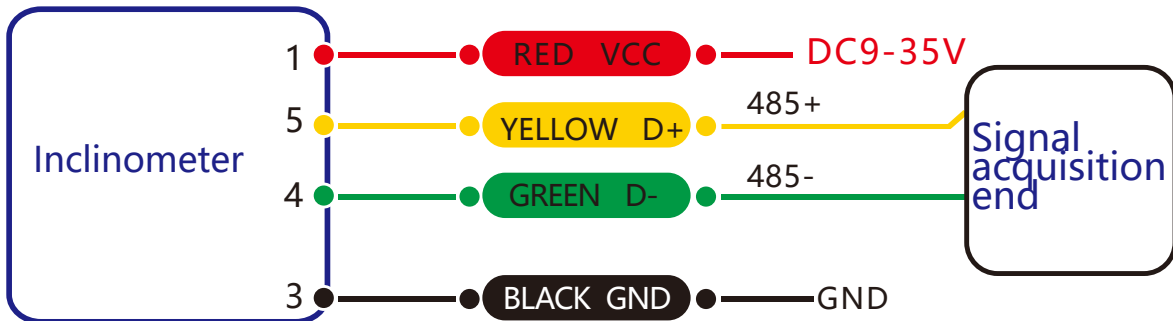 1 RED VCC DC9-35V
5 YELLOW D+ 485+
Inclinometer
4 GREEN D- 485-
3 BLACK GND GND
Signal
acquisition
end